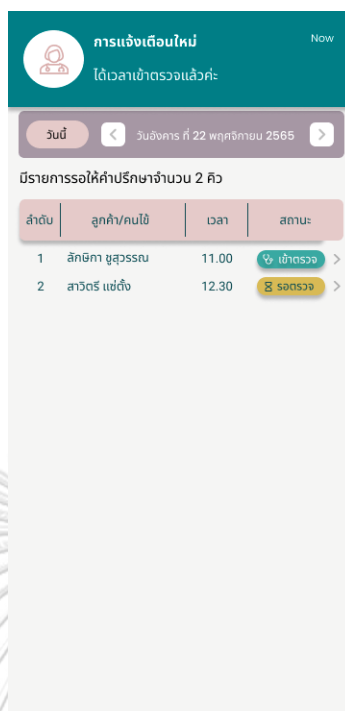 การแจ้งเตือนใหม่ Now
ได้เวลาเข้าตรวจแล้วค่ะ
วันนี้ < วันอังคาร ที่ 22 พฤศจิกายน 2565 >
มีรายการรอให้คำปรึกษาจำนวน 2 คิว
ลำดับ ลูกค้า/คนไข้ เวลา สถานะ
1 ลักษิกา ชูสุวรรณ 11.00 เข้าตรวจ >
2 สาวิตรี แซ่ตั้ง 12.30 รอตรวจ >